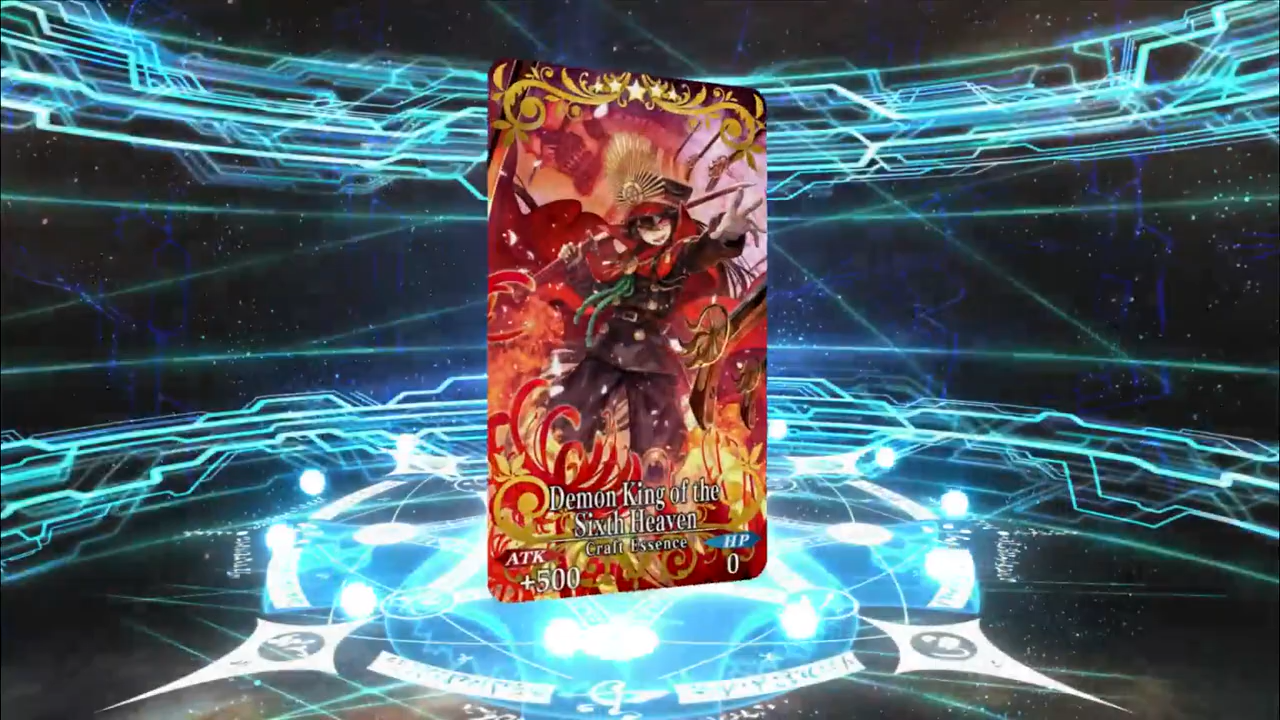 Demon King of the
Sixth Heaven
Craft Essence
ATK
+500
HP
0